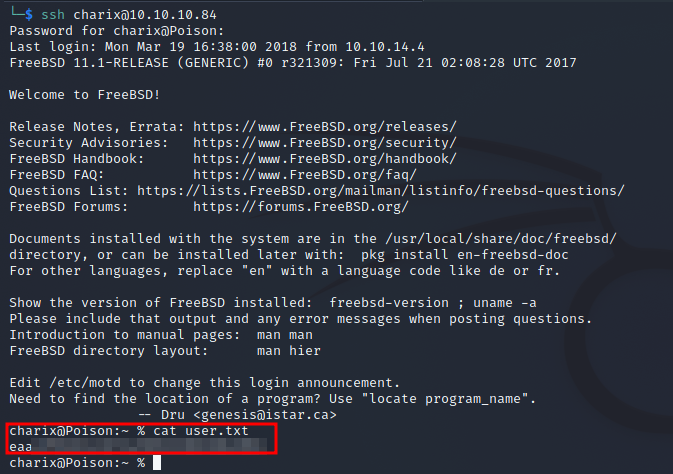 └─$ ssh charix@10.10.10.84
Password for charix@Poison:
Last login: Mon Mar 19 16:38:00 2018 from 10.10.14.4
FreeBSD 11.1-RELEASE (GENERIC) #0 r321309: Fri Jul 21 02:08:28 UTC 2017
Welcome to FreeBSD!
Release Notes, Errata: https://www.FreeBSD.org/releases/
Security Advisories:   https://www.FreeBSD.org/security/
FreeBSD Handbook:      https://www.FreeBSD.org/handbook/
FreeBSD FAQ:           https://www.FreeBSD.org/faq/
Questions List: https://lists.FreeBSD.org/mailman/listinfo/freebsd-questions/
FreeBSD Forums:        https://forums.FreeBSD.org/
Documents installed with the system are in the /usr/local/share/doc/freebsd/
directory, or can be installed later with:  pkg install en-freebsd-doc
For other languages, replace "en" with a language code like de or fr.
Show the version of FreeBSD installed:  freebsd-version ; uname -a
Please include that output and any error messages when posting questions.
Introduction to manual pages:  man man
FreeBSD directory layout:      man hier
Edit /etc/motd to change this login announcement.
Need to find the location of a program? Use "locate program_name".
                -- Dru <genesis@istar.ca>
charix@Poison:~ % cat user.txt
eaa
charix@Poison:~ %